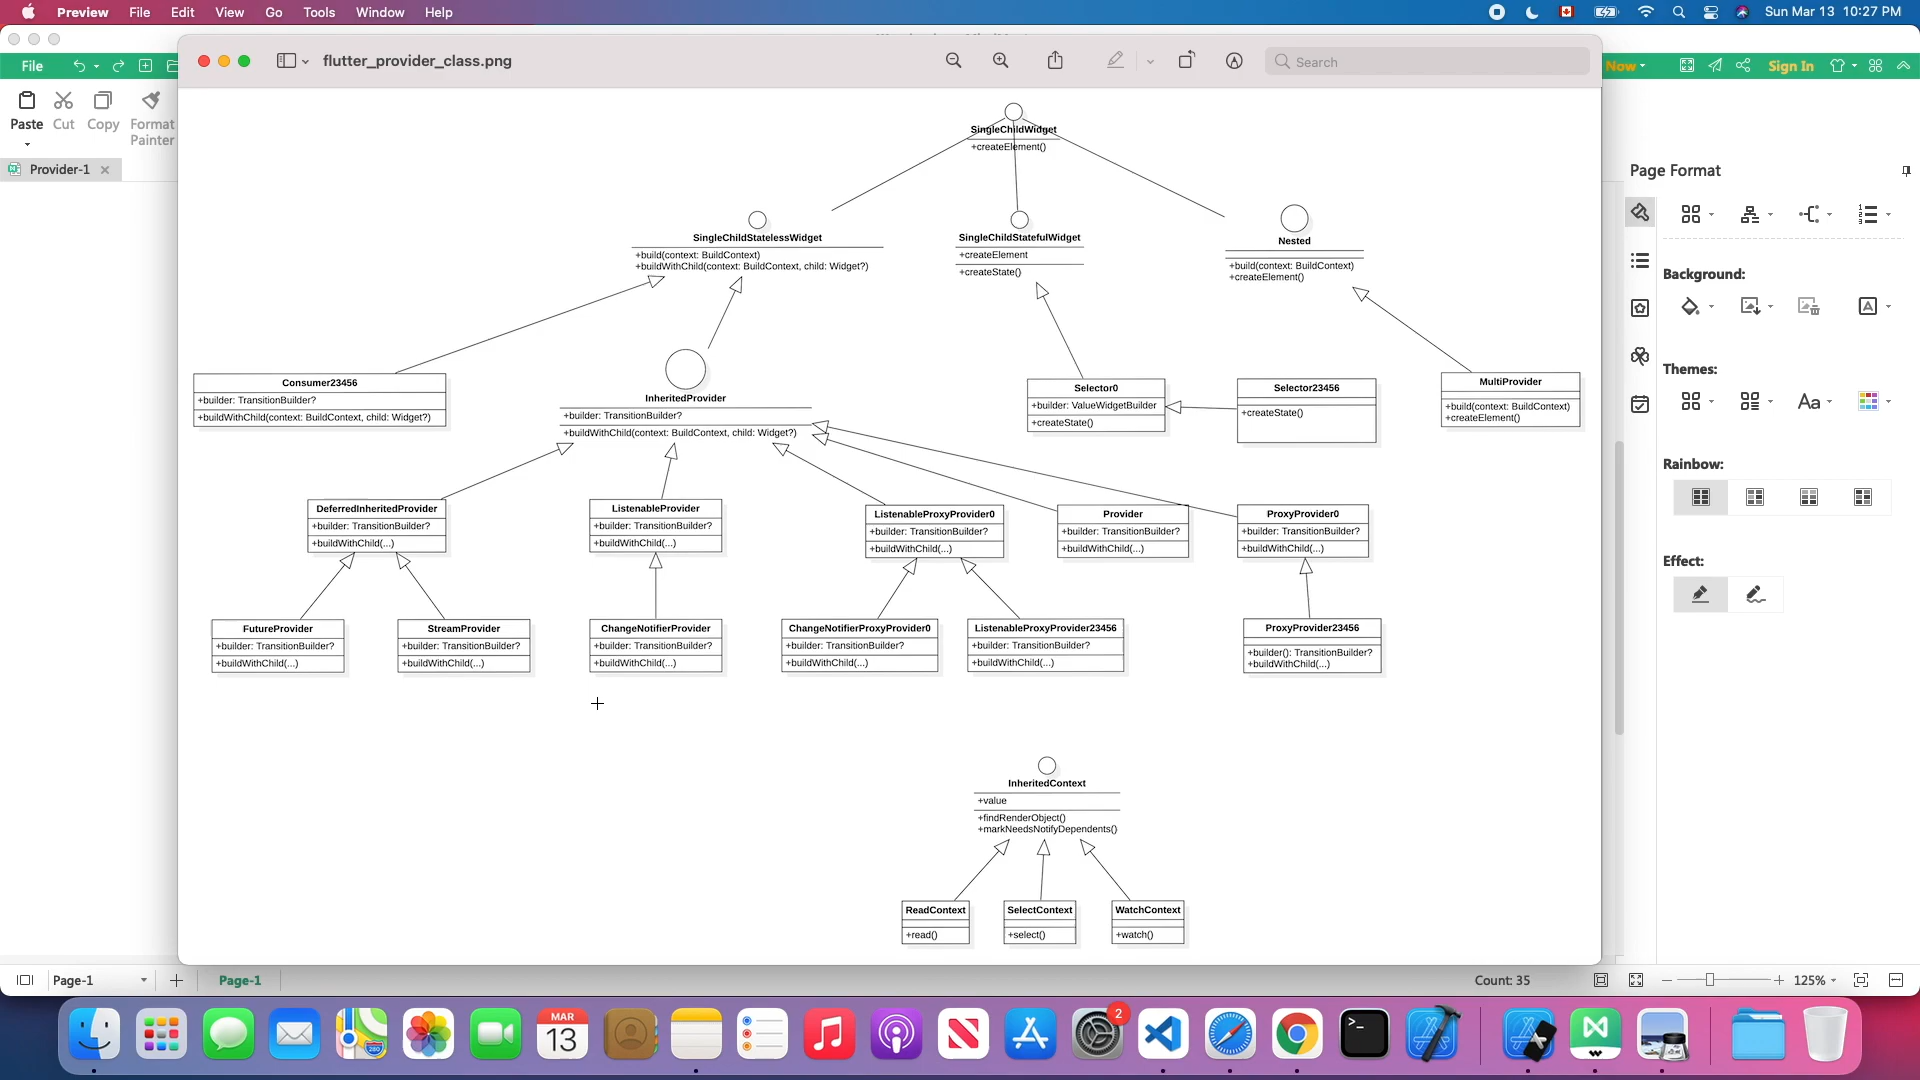 Preview File Edit View Go Tools Window Help
Sun Mar 13 10:27 PM
File
flutter_provider_class.png
Search
Now
Sign In
Paste Cut Copy Format
Painter
Provider-1
Page Format
Background:
Themes:
Aa
Rainbow:
Effect:
SingleChildWidget
+createElement()
SingleChildStatelessWidget
+build(context: BuildContext)
+buildWithChild(context: BuildContext, child: Widget?)
SingleChildStatefulWidget
+createElement
+createState()
Nested
+build(context: BuildContext)
+createElement()
Consumer23456
+builder: TransitionBuilder?
+buildWithChild(context: BuildContext, child: Widget?)
InheritedProvider
+builder: TransitionBuilder?
+buildWithChild(context: BuildContext, child: Widget?)
Selector0
+builder: ValueWidgetBuilder
+createState()
Selector23456
+createState()
MultiProvider
+build(context: BuildContext)
+createElement()
DeferredInheritedProvider
+builder: TransitionBuilder?
+buildWithChild(...)
ListenableProvider
+builder: TransitionBuilder?
+buildWithChild(...)
ListenableProxyProvider0
+builder: TransitionBuilder?
+buildWithChild(...)
Provider
+builder: TransitionBuilder?
+buildWithChild(...)
ProxyProvider0
+builder: TransitionBuilder?
+buildWithChild(...)
FutureProvider
+builder: TransitionBuilder?
+buildWithChild(...)
StreamProvider
+builder: TransitionBuilder?
+buildWithChild(...)
ChangeNotifierProvider
+builder: TransitionBuilder?
+buildWithChild(...)
ChangeNotifierProxyProvider0
+builder: TransitionBuilder?
+buildWithChild(...)
ListenableProxyProvider23456
+builder: TransitionBuilder?
+buildWithChild(...)
ProxyProvider23456
+builder(): TransitionBuilder?
+buildWithChild(...)
InheritedContext
+value
+findRenderObject()
+markNeedsNotifyDependents()
ReadContext
+read()
SelectContext
+select()
WatchContext
+watch()
Page-1
Page-1
Count: 35
125%
MAR
13
2
280